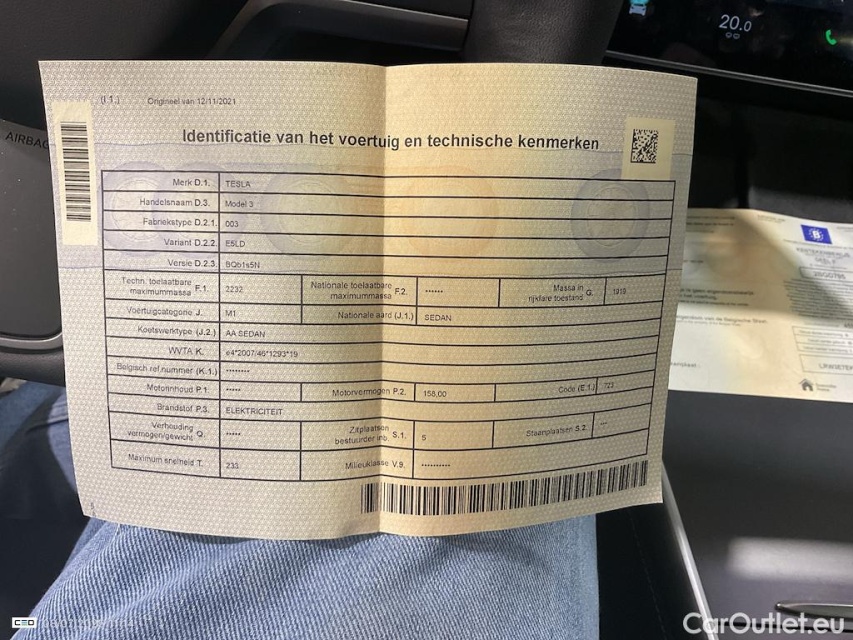 20.0
AIRBAG
(I.1.) Origineel van 12/11/2021
Identificatie van het voertuig en technische kenmerken
Merk D.1. TESLA
Handelsnaam D.3. Model 3
Fabriekstype D.2.1. 003
Variant D.2.2. E5LD
Versie D.2.3. BQb1s5N
Techn. toelaatbare maximummassa F.1. 2232 Nationale toelaatbare maximummassa F.2. ······ Massa in rijklare toestand G. 1919
Voertuigcategorie J. M1 Nationale aard (J.1.) SEDAN
Koetswerktype (J.2.) AA SEDAN
WVTA K. e4*2007/46*1293*19
Belgisch ref.nummer (K.1.) ········
Motorinhoud P.1. ····· Motorvermogen P.2. 158,00 Code (E.1.) 723
Brandstof P.3. ELEKTRICITEIT
Verhouding vermogen/gewicht Q. ····· Zitplaatsen bestuurder inb. S.1. 5 Staanplaatsen S.2. ···
Maximum snelheid T. 233 Milieuklasse V.9. ··········
B
CarOutlet.eu